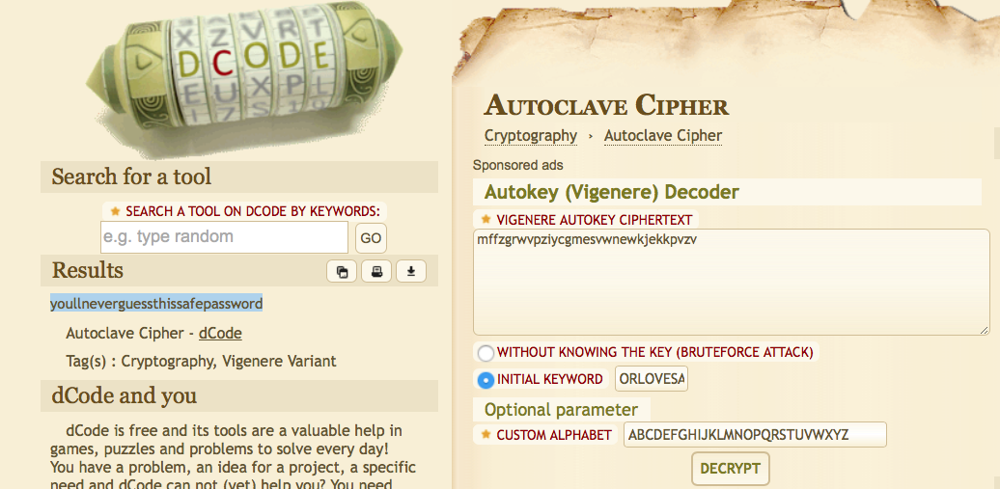 X Z V R T
DCODE
E U X P L
Search for a tool
SEARCH A TOOL ON DCODE BY KEYWORDS:
e.g. type random
GO
Results
youllneverguessthissafepassword
Autoclave Cipher - dCode
Tag(s) : Cryptography, Vigenere Variant
dCode and you
dCode is free and its tools are a valuable help in
games, puzzles and problems to solve every day!
You have a problem, an idea for a project, a specific
need and dCode can not (yet) help you? You need
AUTOCLAVE CIPHER
Cryptography › Autoclave Cipher
Sponsored ads
Autokey (Vigenere) Decoder
VIGENERE AUTOKEY CIPHERTEXT
mffzgrwvpziycgmesvwnewkjekkpvzv
WITHOUT KNOWING THE KEY (BRUTEFORCE ATTACK)
INITIAL KEYWORD ORLOVESA
Optional parameter
CUSTOM ALPHABET ABCDEFGHIJKLMNOPQRSTUVWXYZ
DECRYPT